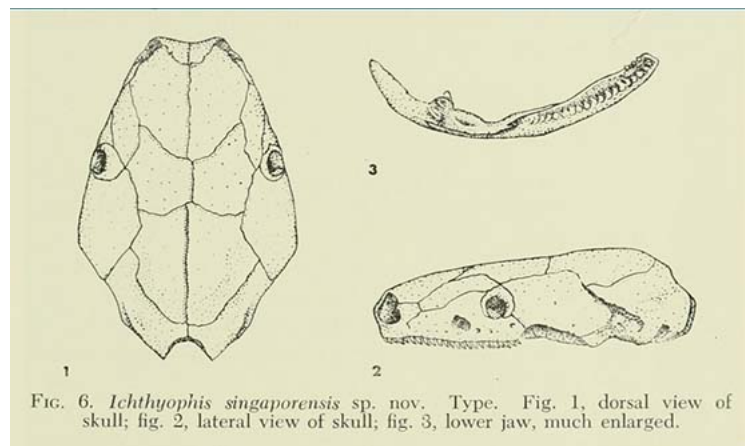 3
1
2
FIG. 6. Ichthyophis singaporensis sp. nov. Type. Fig. 1, dorsal view of
skull; fig. 2, lateral view of skull; fig. 3, lower jaw, much enlarged.